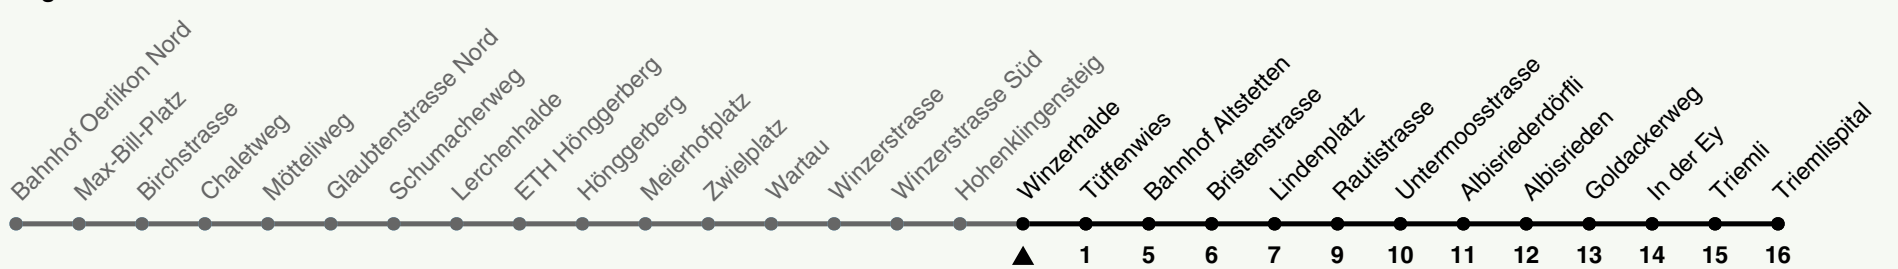 Bahnhof Oerlikon Nord
Max-Bill-Platz
Birchstrasse
Chaletweg
Mötteliweg
Glaubtenstrasse Nord
Schumacherweg
Lerchenhalde
ETH Hönggerberg
Hönggerberg
Meierhofplatz
Zwielplatz
Wartau
Winzerstrasse
Winzerstrasse Süd
Hohenklingensteig
Winzerhalde
Tüffenwies
Bahnhof Altstetten
Bristenstrasse
Lindenplatz
Rautistrasse
Untermoosstrasse
Albisriederdörfli
Albisrieden
Goldackerweg
In der Ey
Triemli
Triemlispital
1 5 6 7 9 10 11 12 13 14 15 16